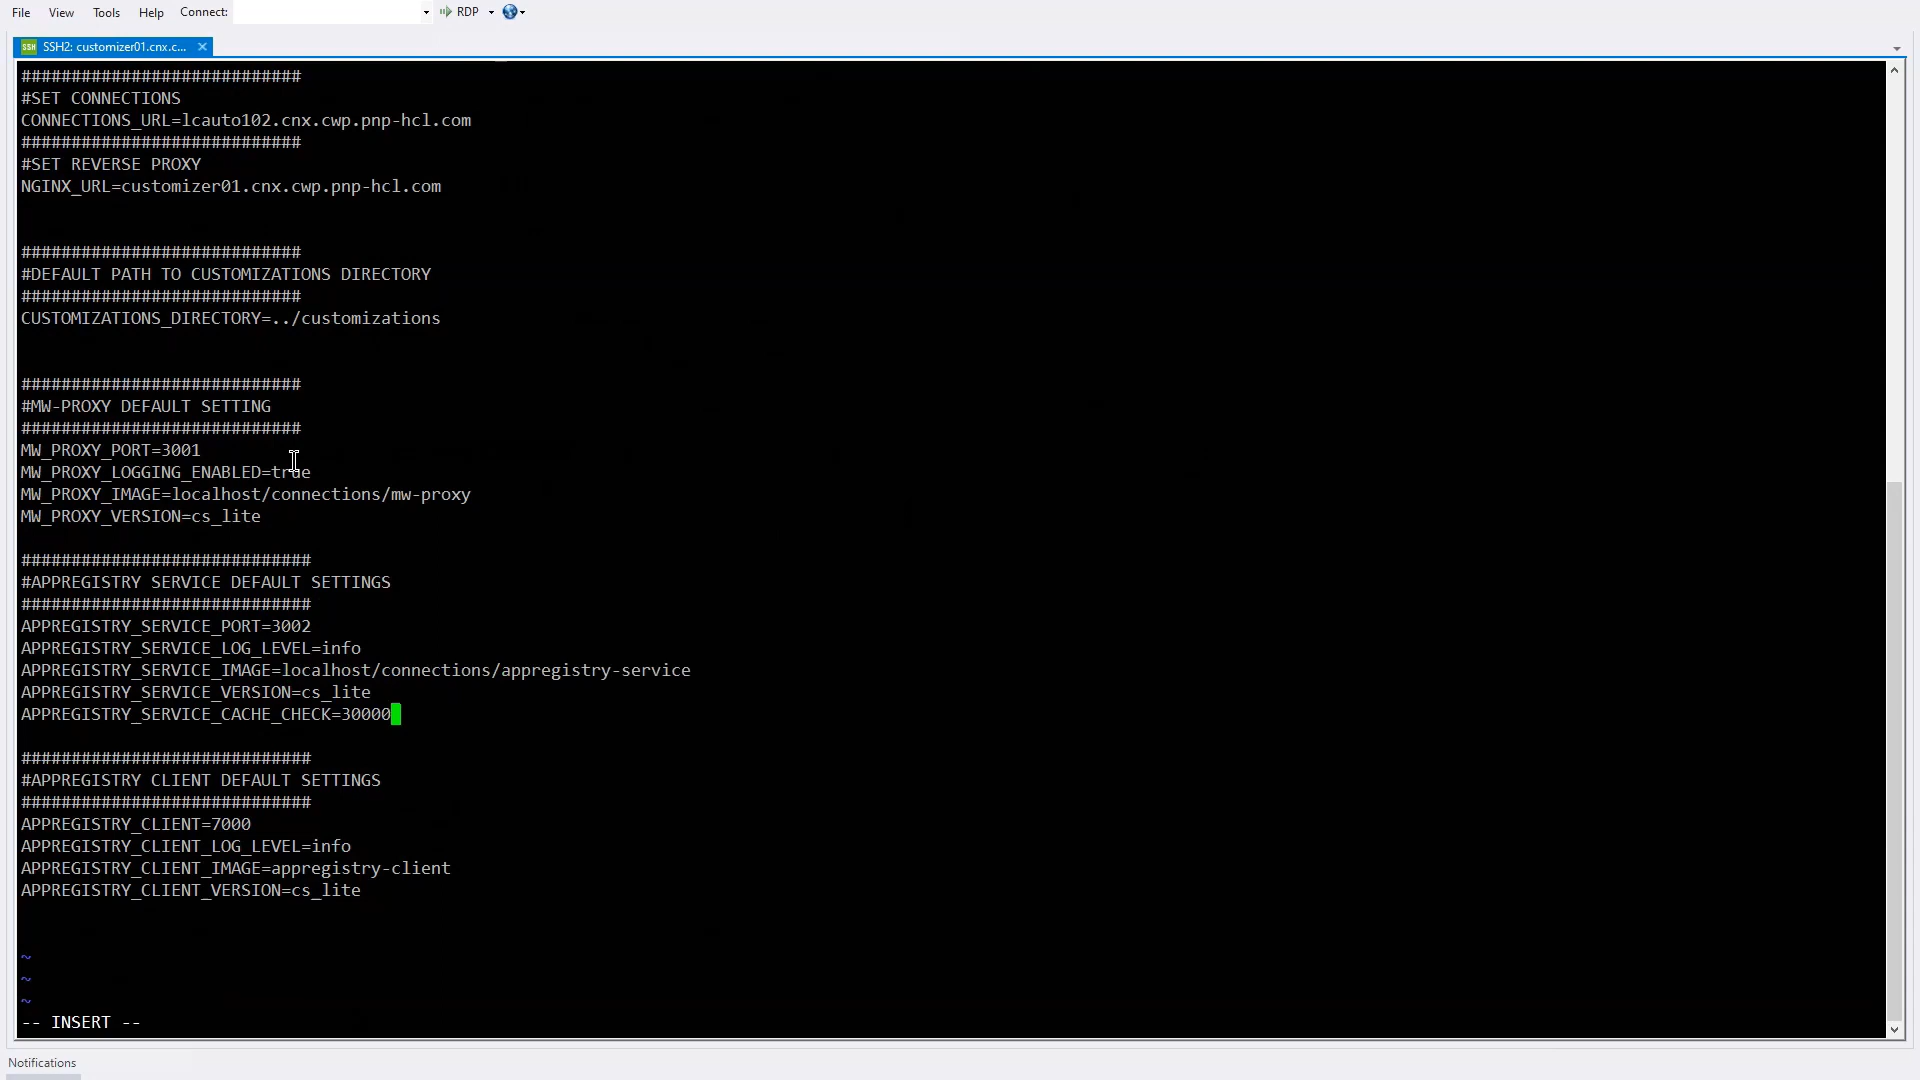 File View Tools Help Connect: RDP
SSH SSH2: customizer01.cnx.c...
############################
#SET CONNECTIONS
CONNECTIONS_URL=lcauto102.cnx.cwp.pnp-hcl.com
############################
#SET REVERSE PROXY
NGINX_URL=customizer01.cnx.cwp.pnp-hcl.com
############################
#DEFAULT PATH TO CUSTOMIZATIONS DIRECTORY
############################
CUSTOMIZATIONS_DIRECTORY=../customizations
############################
#MW-PROXY DEFAULT SETTING
############################
MW_PROXY_PORT=3001
MW_PROXY_LOGGING_ENABLED=true
MW_PROXY_IMAGE=localhost/connections/mw-proxy
MW_PROXY_VERSION=cs_lite
#############################
#APPREGISTRY SERVICE DEFAULT SETTINGS
#############################
APPREGISTRY_SERVICE_PORT=3002
APPREGISTRY_SERVICE_LOG_LEVEL=info
APPREGISTRY_SERVICE_IMAGE=localhost/connections/appregistry-service
APPREGISTRY_SERVICE_VERSION=cs_lite
APPREGISTRY_SERVICE_CACHE_CHECK=30000
#############################
#APPREGISTRY CLIENT DEFAULT SETTINGS
#############################
APPREGISTRY_CLIENT=7000
APPREGISTRY_CLIENT_LOG_LEVEL=info
APPREGISTRY_CLIENT_IMAGE=appregistry-client
APPREGISTRY_CLIENT_VERSION=cs_lite
~
~
~
-- INSERT --
Notifications